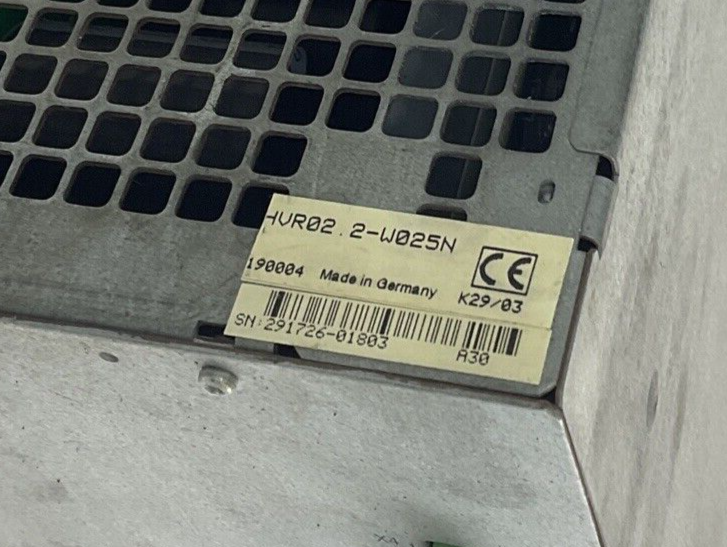 HVR02.2-W025N
190004 Made in Germany
CE
K29/03
SN:291726-01803
A30